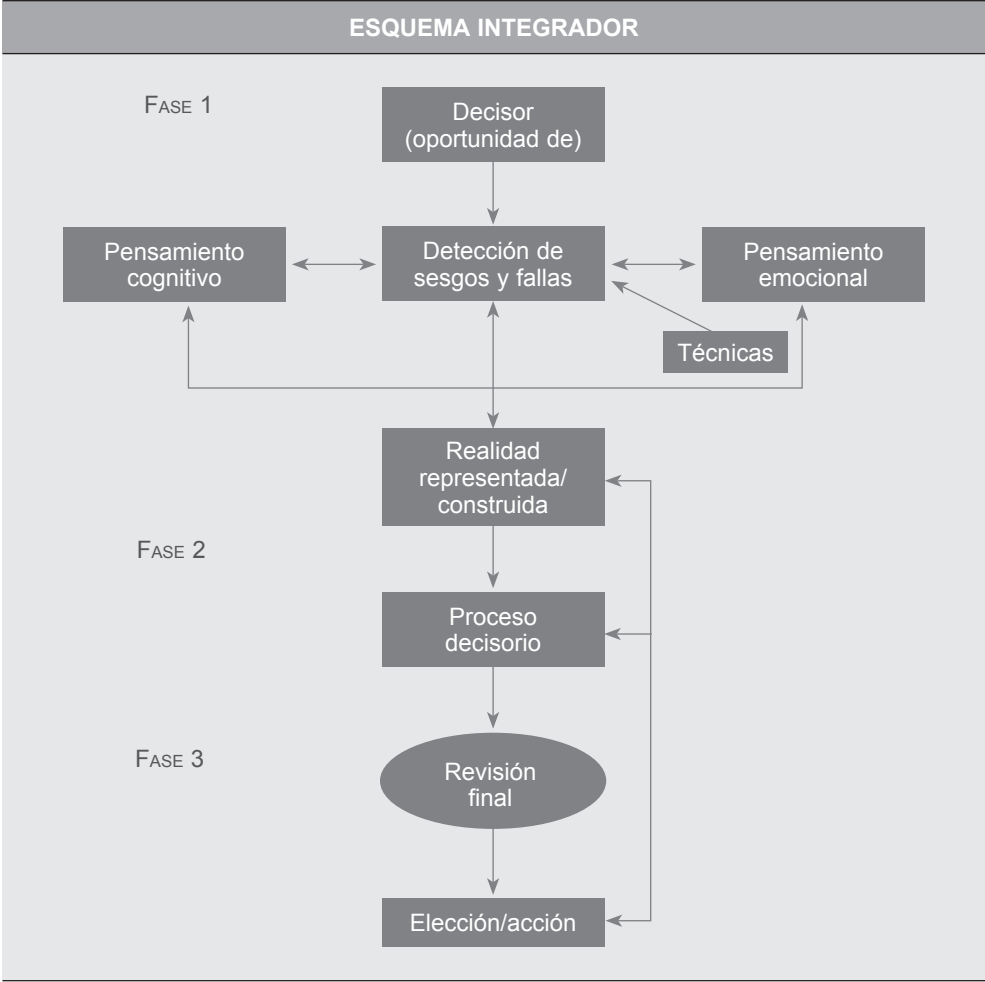 ESQUEMA INTEGRADOR
FASE 1
Decisor
(oportunidad de)
Pensamiento
cognitivo
Detección de
sesgos y fallas
Pensamiento
emocional
Técnicas
Realidad
representada/
construida
FASE 2
Proceso
decisorio
FASE 3
Revisión
final
Elección/acción